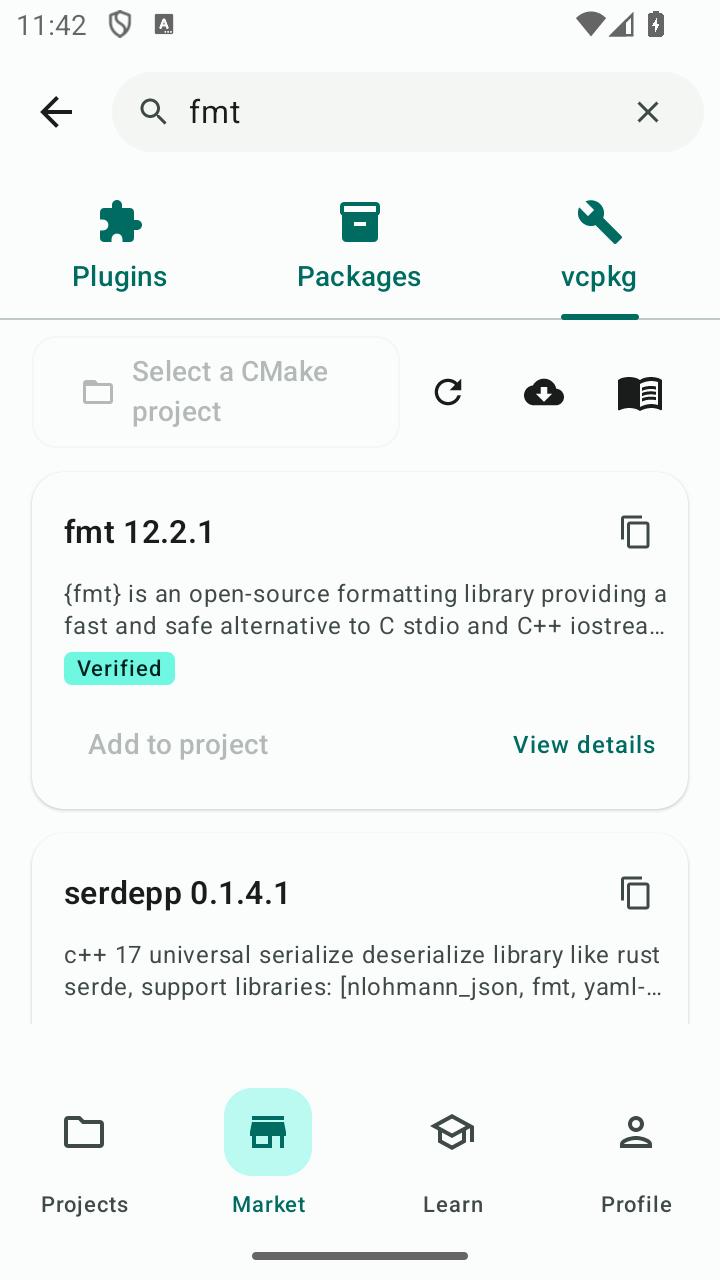 11:42
fmt
Plugins
Packages
vcpkg
Select a CMake
project
fmt 12.2.1
{fmt} is an open-source formatting library providing a
fast and safe alternative to C stdio and C++ iostrea…
Verified
Add to project
View details
serdepp 0.1.4.1
c++ 17 universal serialize deserialize library like rust
serde, support libraries: [nlohmann_json, fmt, yaml-…
Projects
Market
Learn
Profile